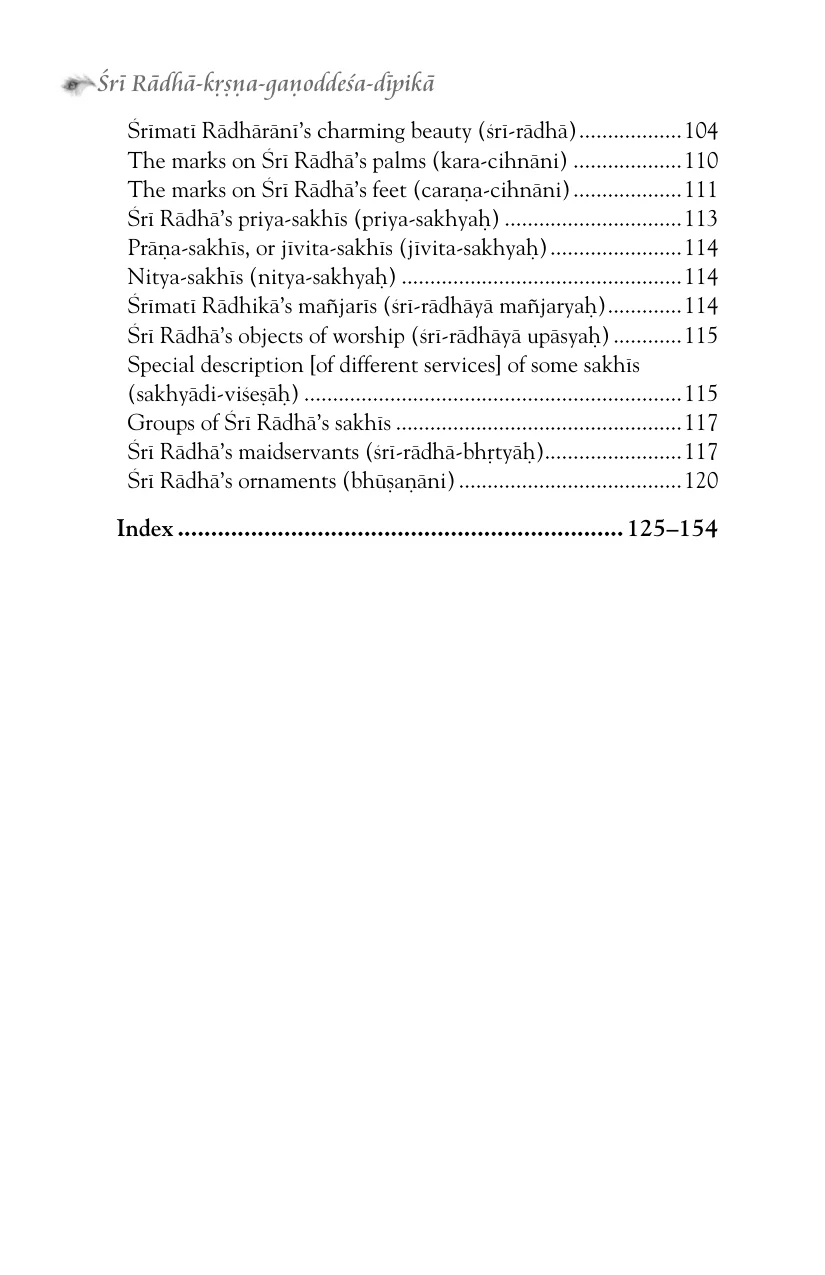 Śrī Rādhā-kṛṣṇa-gaṇoddeśa-dīpikā
Śrīmatī Rādhārānī’s charming beauty (śrī-rādhā)..................104
The marks on Śrī Rādhā’s palms (kara-cihnāni) ...................110
The marks on Śrī Rādhā’s feet (caraṇa-cihnāni)...................111
Śrī Rādhā’s priya-sakhīs (priya-sakhyaḥ) ...............................113
Prāṇa-sakhīs, or jīvita-sakhīs (jīvita-sakhyaḥ).......................114
Nitya-sakhīs (nitya-sakhyaḥ) .................................................114
Śrīmatī Rādhikā’s mañjarīs (śrī-rādhāyā mañjaryaḥ).............114
Śrī Rādhā’s objects of worship (śrī-rādhāyā upāsyaḥ) ............115
Special description [of different services] of some sakhīs
(sakhyādi-viśeṣāḥ) ..................................................................115
Groups of Śrī Rādhā’s sakhīs ..................................................117
Śrī Rādhā’s maidservants (śrī-rādhā-bhṛtyāḥ)........................117
Śrī Rādhā’s ornaments (bhūṣaṇāni).......................................120
Index ................................................................... 125–154